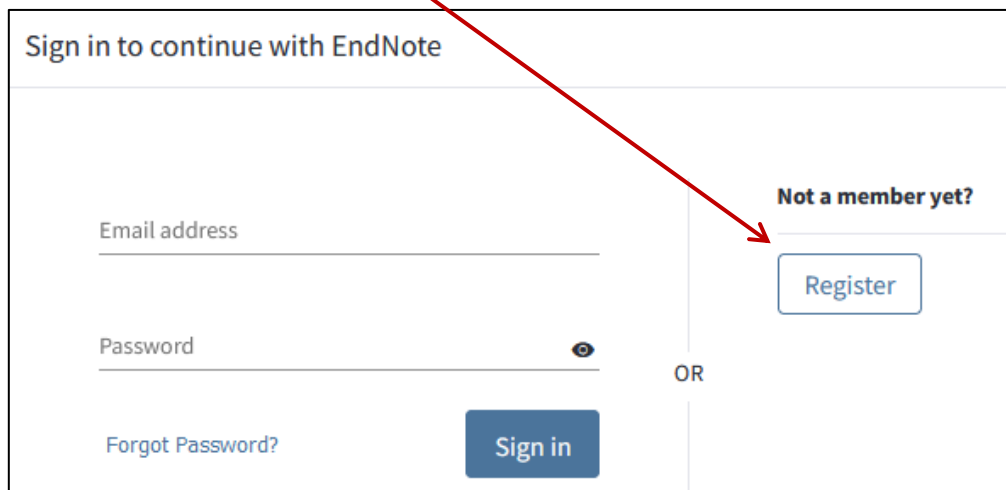 Sign in to continue with EndNote
Email address
Password
Forgot Password?
Sign in
OR
Not a member yet?
Register